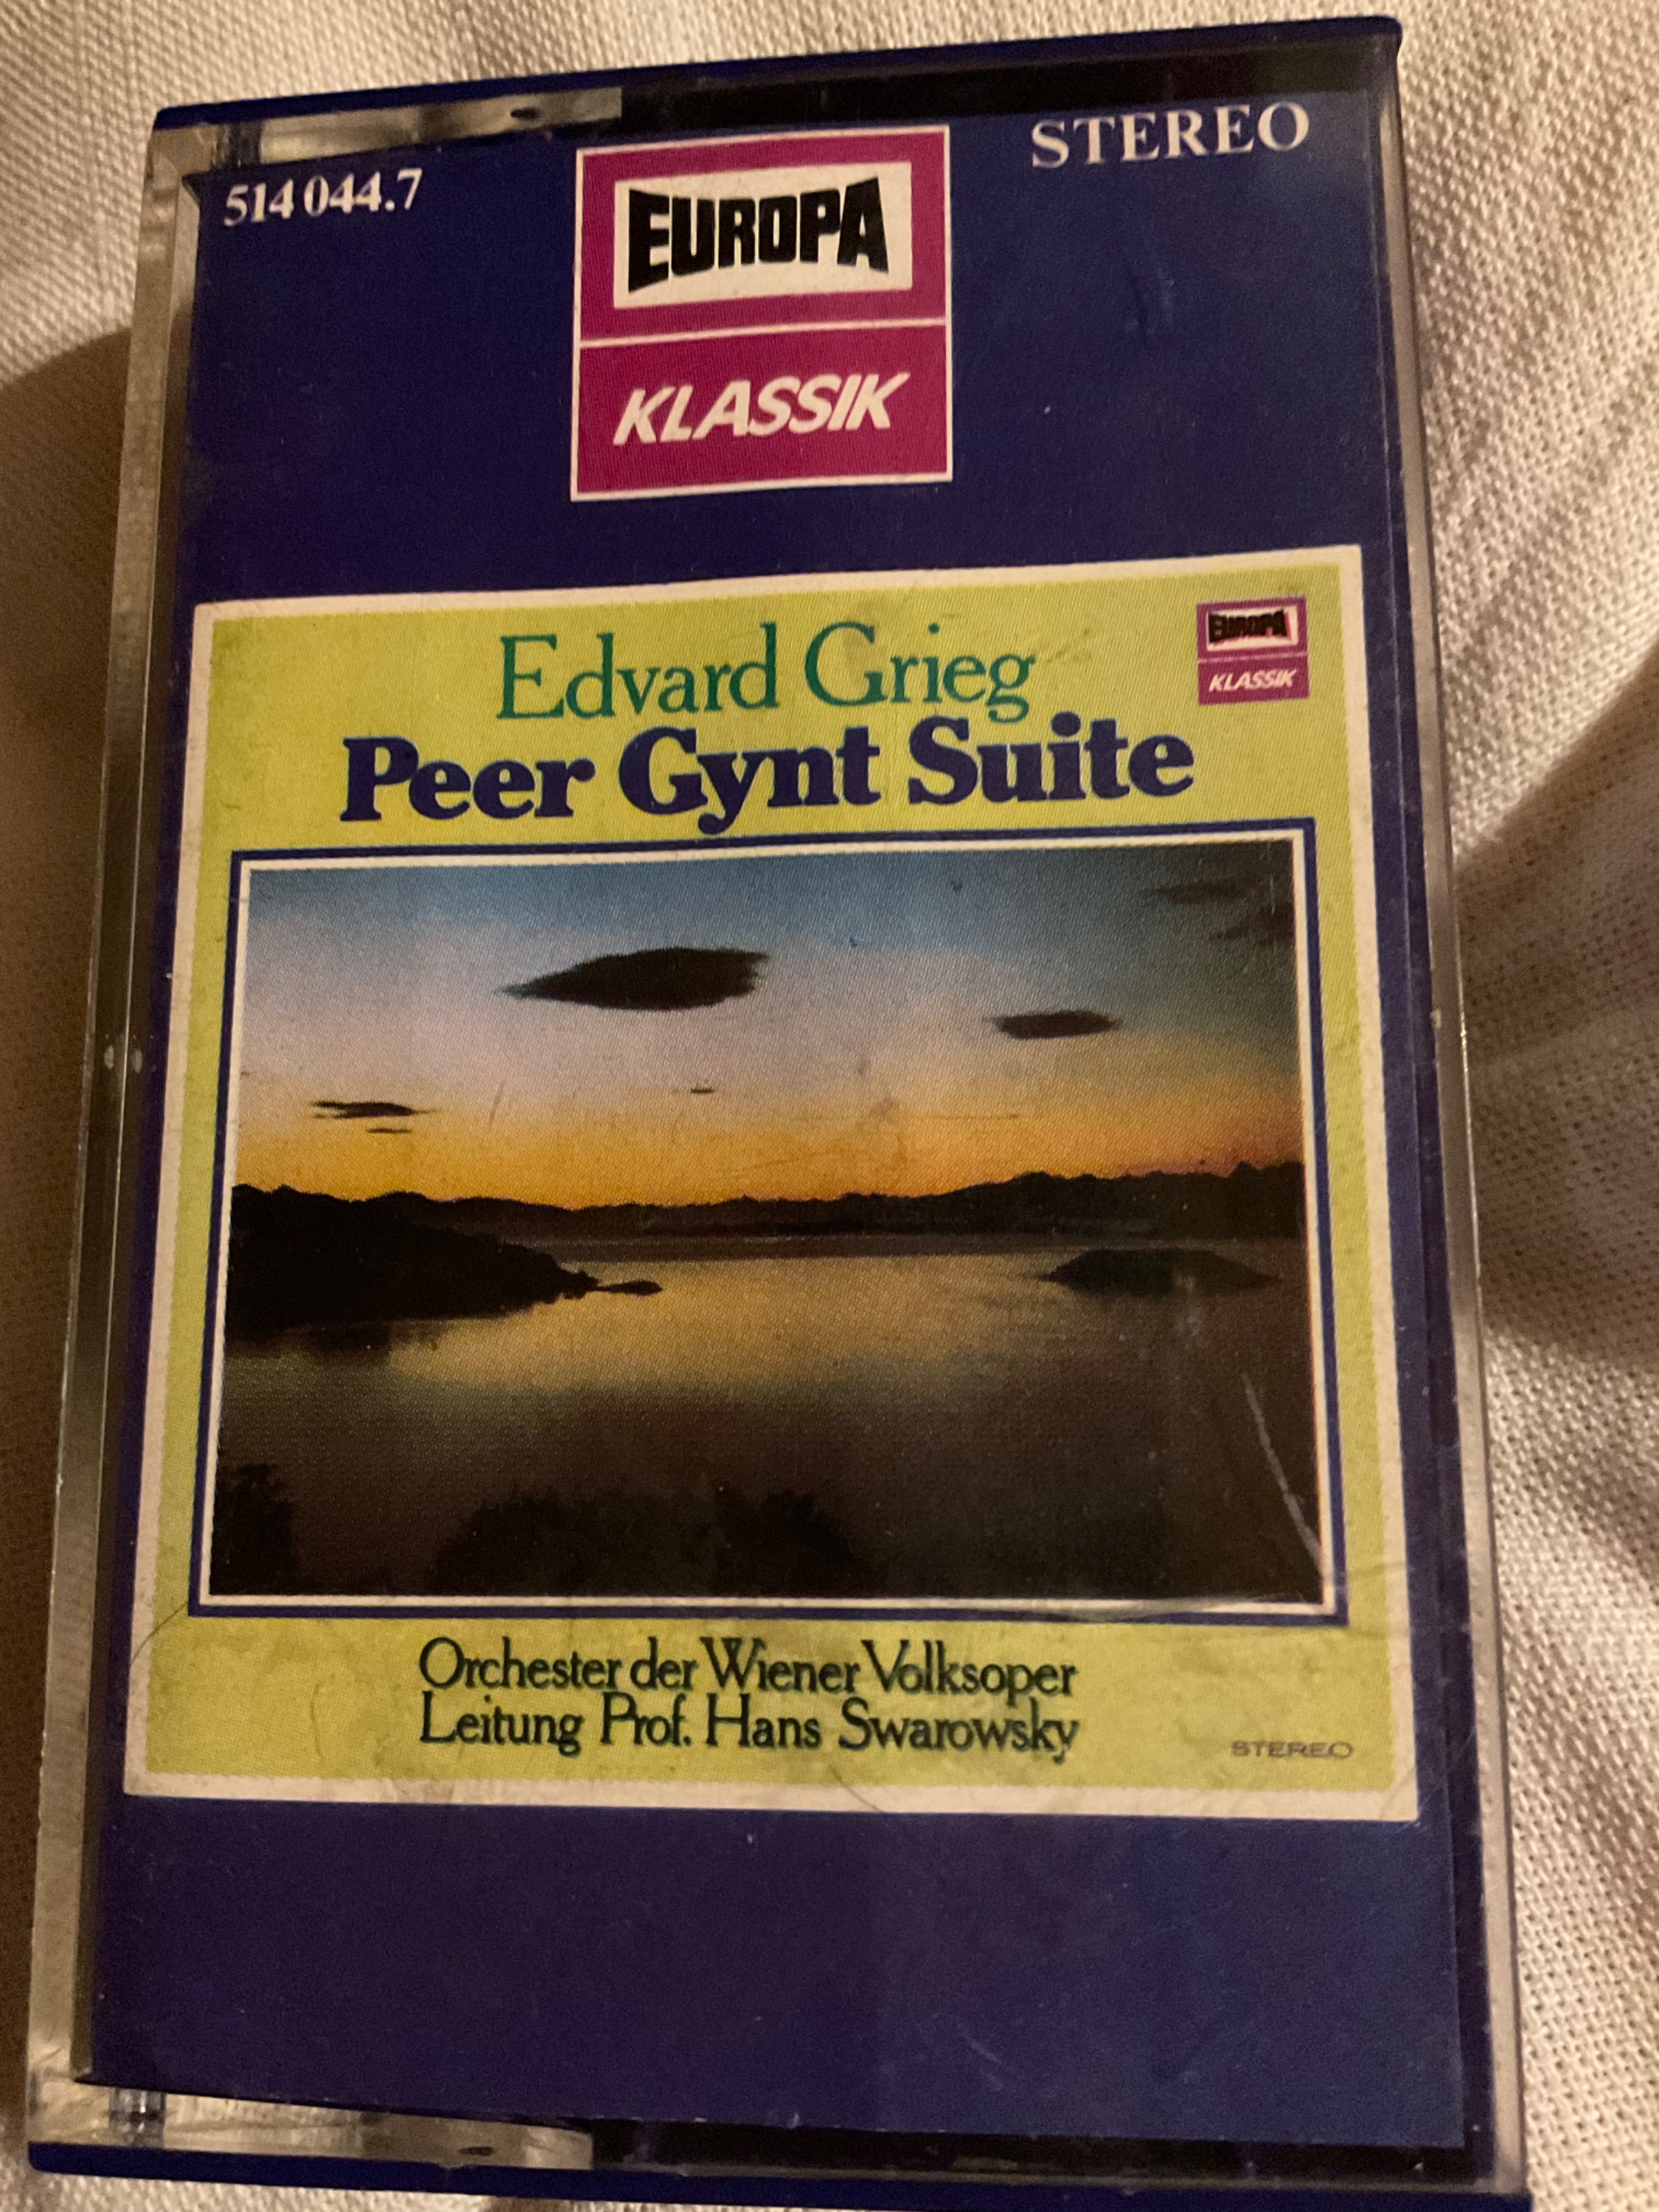 514 044.7
STEREO
EUROPA
KLASSIK
Edvard Grieg
EUROPA
KLASSIK
Peer Gynt Suite
Orchester der Wiener Volksoper
Leitung Prof. Hans Swarowsky
STEREO